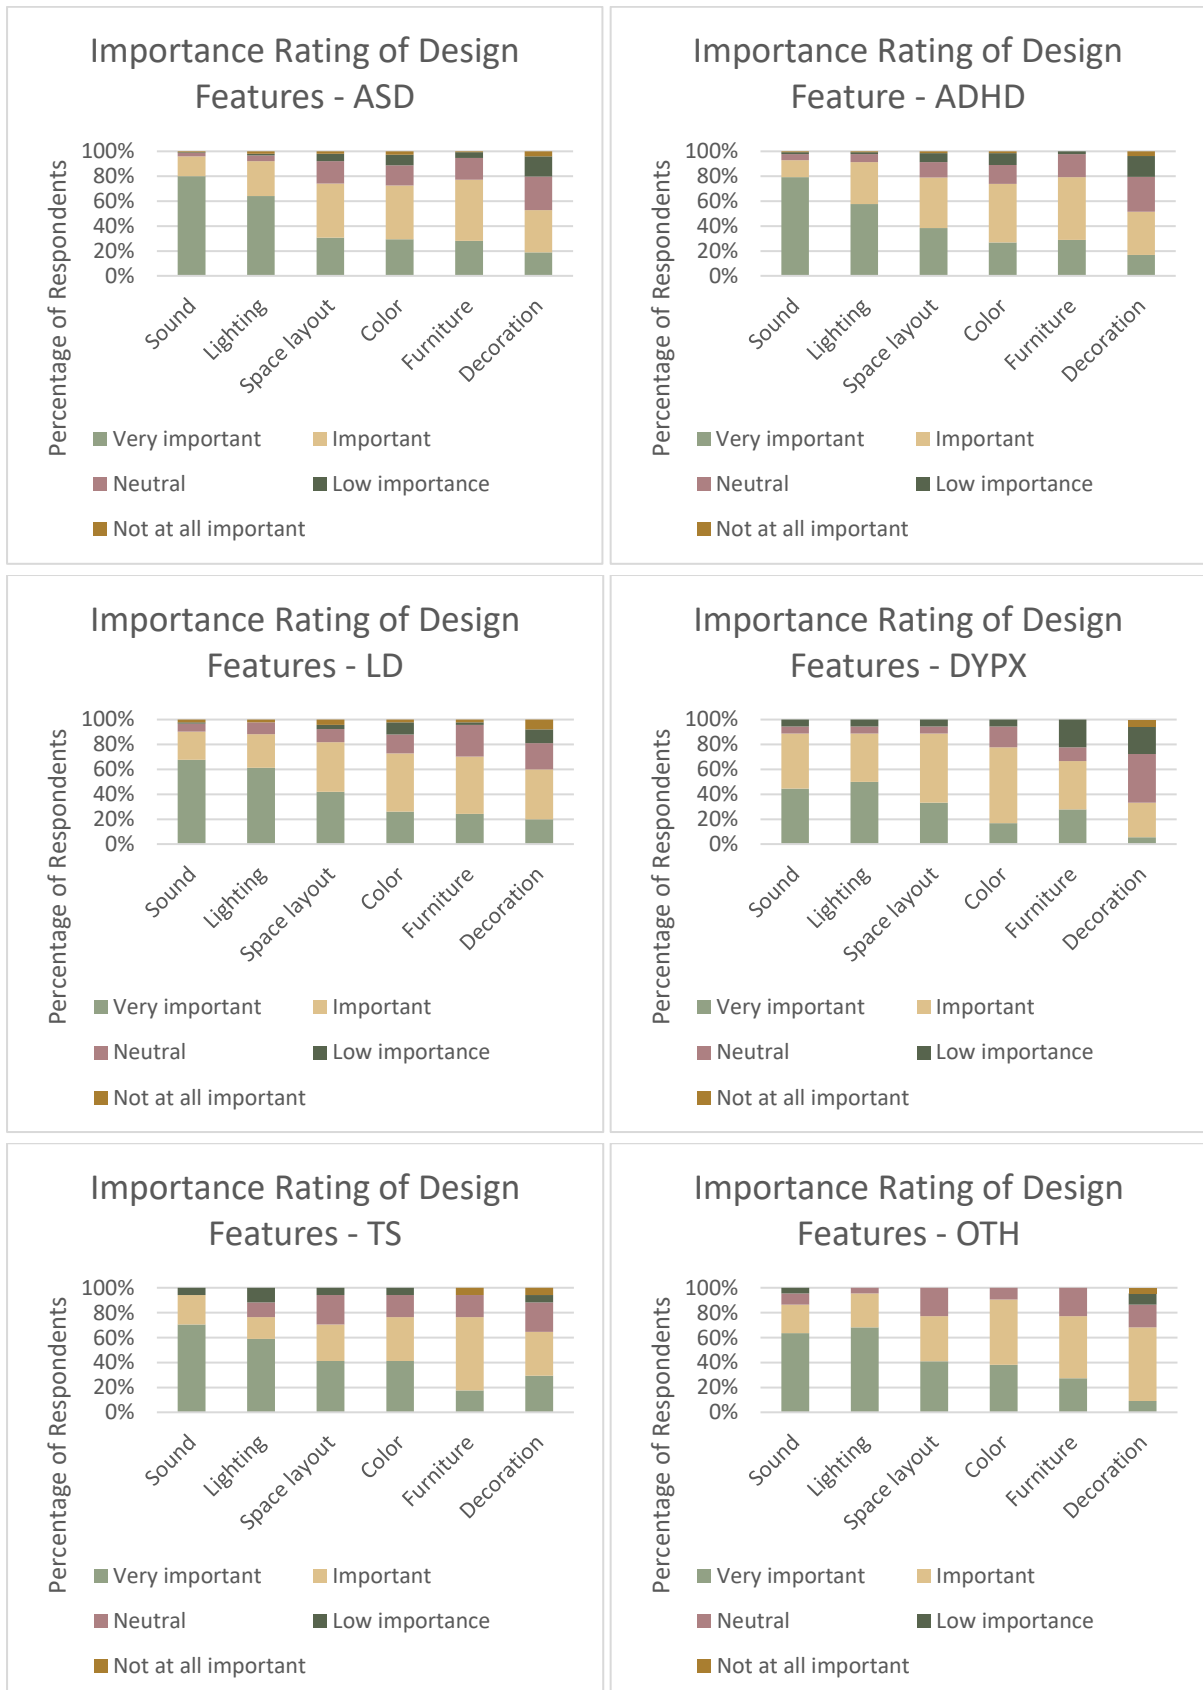 Importance Rating of Design
Features - ASD
Percentage of Respondents
100%
80%
60%
40%
20%
0%
Sound
Lighting
Space layout
Color
Furniture
Decoration
Very important
Important
Neutral
Low importance
Not at all important
Importance Rating of Design
Feature - ADHD
Percentage of Respondents
100%
80%
60%
40%
20%
0%
Sound
Lighting
Space layout
Color
Furniture
Decoration
Very important
Important
Neutral
Low importance
Not at all important
Importance Rating of Design
Features - LD
Percentage of Respondents
100%
80%
60%
40%
20%
0%
Sound
Lighting
Space layout
Color
Furniture
Decoration
Very important
Important
Neutral
Low importance
Not at all important
Importance Rating of Design
Features - DYPX
Percentage of Respondents
100%
80%
60%
40%
20%
0%
Sound
Lighting
Space layout
Color
Furniture
Decoration
Very important
Important
Neutral
Low importance
Not at all important
Importance Rating of Design
Features - TS
Percentage of Respondents
100%
80%
60%
40%
20%
0%
Sound
Lighting
Space layout
Color
Furniture
Decoration
Very important
Important
Neutral
Low importance
Not at all important
Importance Rating of Design
Features - OTH
Percentage of Respondents
100%
80%
60%
40%
20%
0%
Sound
Lighting
Space layout
Color
Furniture
Decoration
Very important
Important
Neutral
Low importance
Not at all important